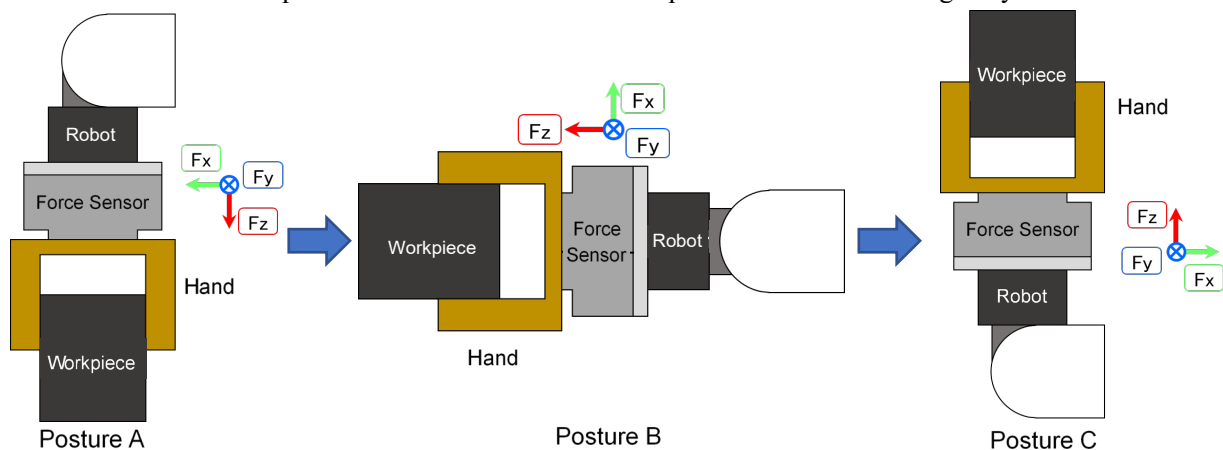 Robot
Fx
Fy
Force Sensor
Fz
Hand
Workpiece
Posture A
Fx
Fz
Fy
Workpiece
Force
Sensor
Robot
Hand
Posture B
Workpiece
Hand
Fz
Force Sensor
Fy
Fx
Robot
Posture C